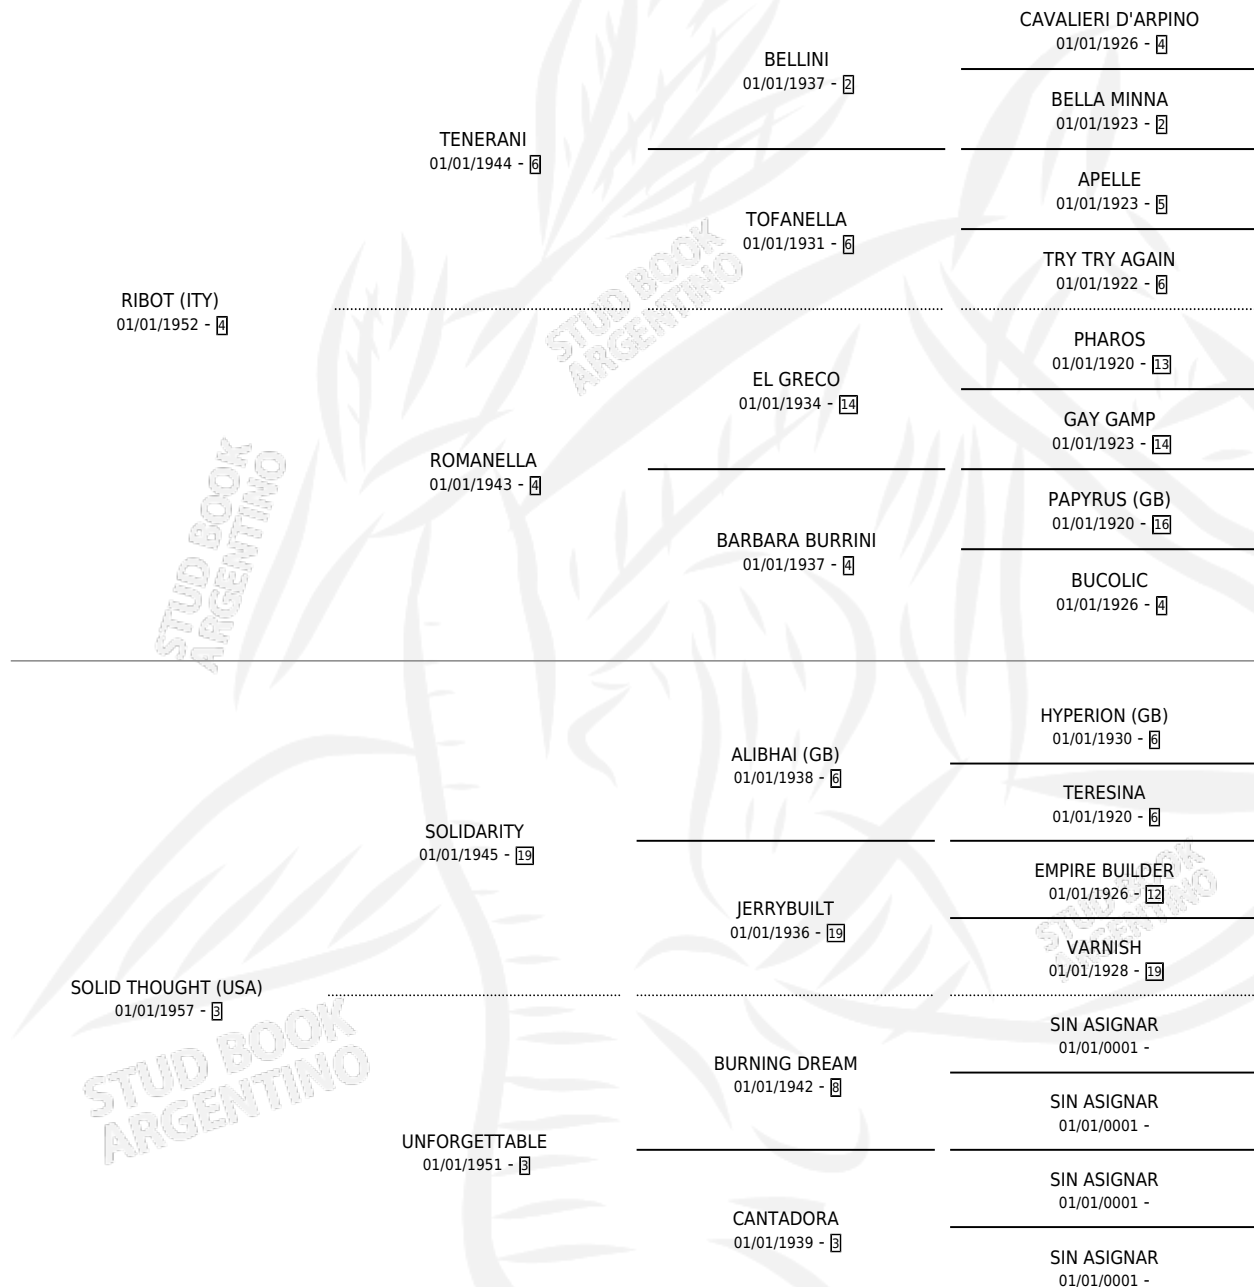 CAVALIERI D'ARPINO
01/01/1926 - 4
BELLINI
01/01/1937 - 2
BELLA MINNA
01/01/1923 - 2
TENERANI
01/01/1944 - 6
APELLE
01/01/1923 - 5
TOFANELLA
01/01/1931 - 6
TRY TRY AGAIN
01/01/1922 - 6
RIBOT (ITY)
01/01/1952 - 4
PHAROS
01/01/1920 - 13
EL GRECO
01/01/1934 - 14
GAY GAMP
01/01/1923 - 14
ROMANELLA
01/01/1943 - 4
PAPYRUS (GB)
01/01/1920 - 16
BARBARA BURRINI
01/01/1937 - 4
BUCOLIC
01/01/1926 - 4
HYPERION (GB)
01/01/1930 - 6
ALIBHAI (GB)
01/01/1938 - 6
TERESINA
01/01/1920 - 6
SOLIDARITY
01/01/1945 - 19
EMPIRE BUILDER
01/01/1926 - 12
JERRYBUILT
01/01/1936 - 19
VARNISH
01/01/1928 - 19
SOLID THOUGHT (USA)
01/01/1957 - 3
SIN ASIGNAR
01/01/0001 -
BURNING DREAM
01/01/1942 - 8
SIN ASIGNAR
01/01/0001 -
UNFORGETTABLE
01/01/1951 - 3
SIN ASIGNAR
01/01/0001 -
CANTADORA
01/01/1939 - 3
SIN ASIGNAR
01/01/0001 -
STUD BOOK
ARGENTINO
STUD BOOK
ARGENTINO
STUD BOOK
ARGENTINO
STUD BOOK
ARGENTINO